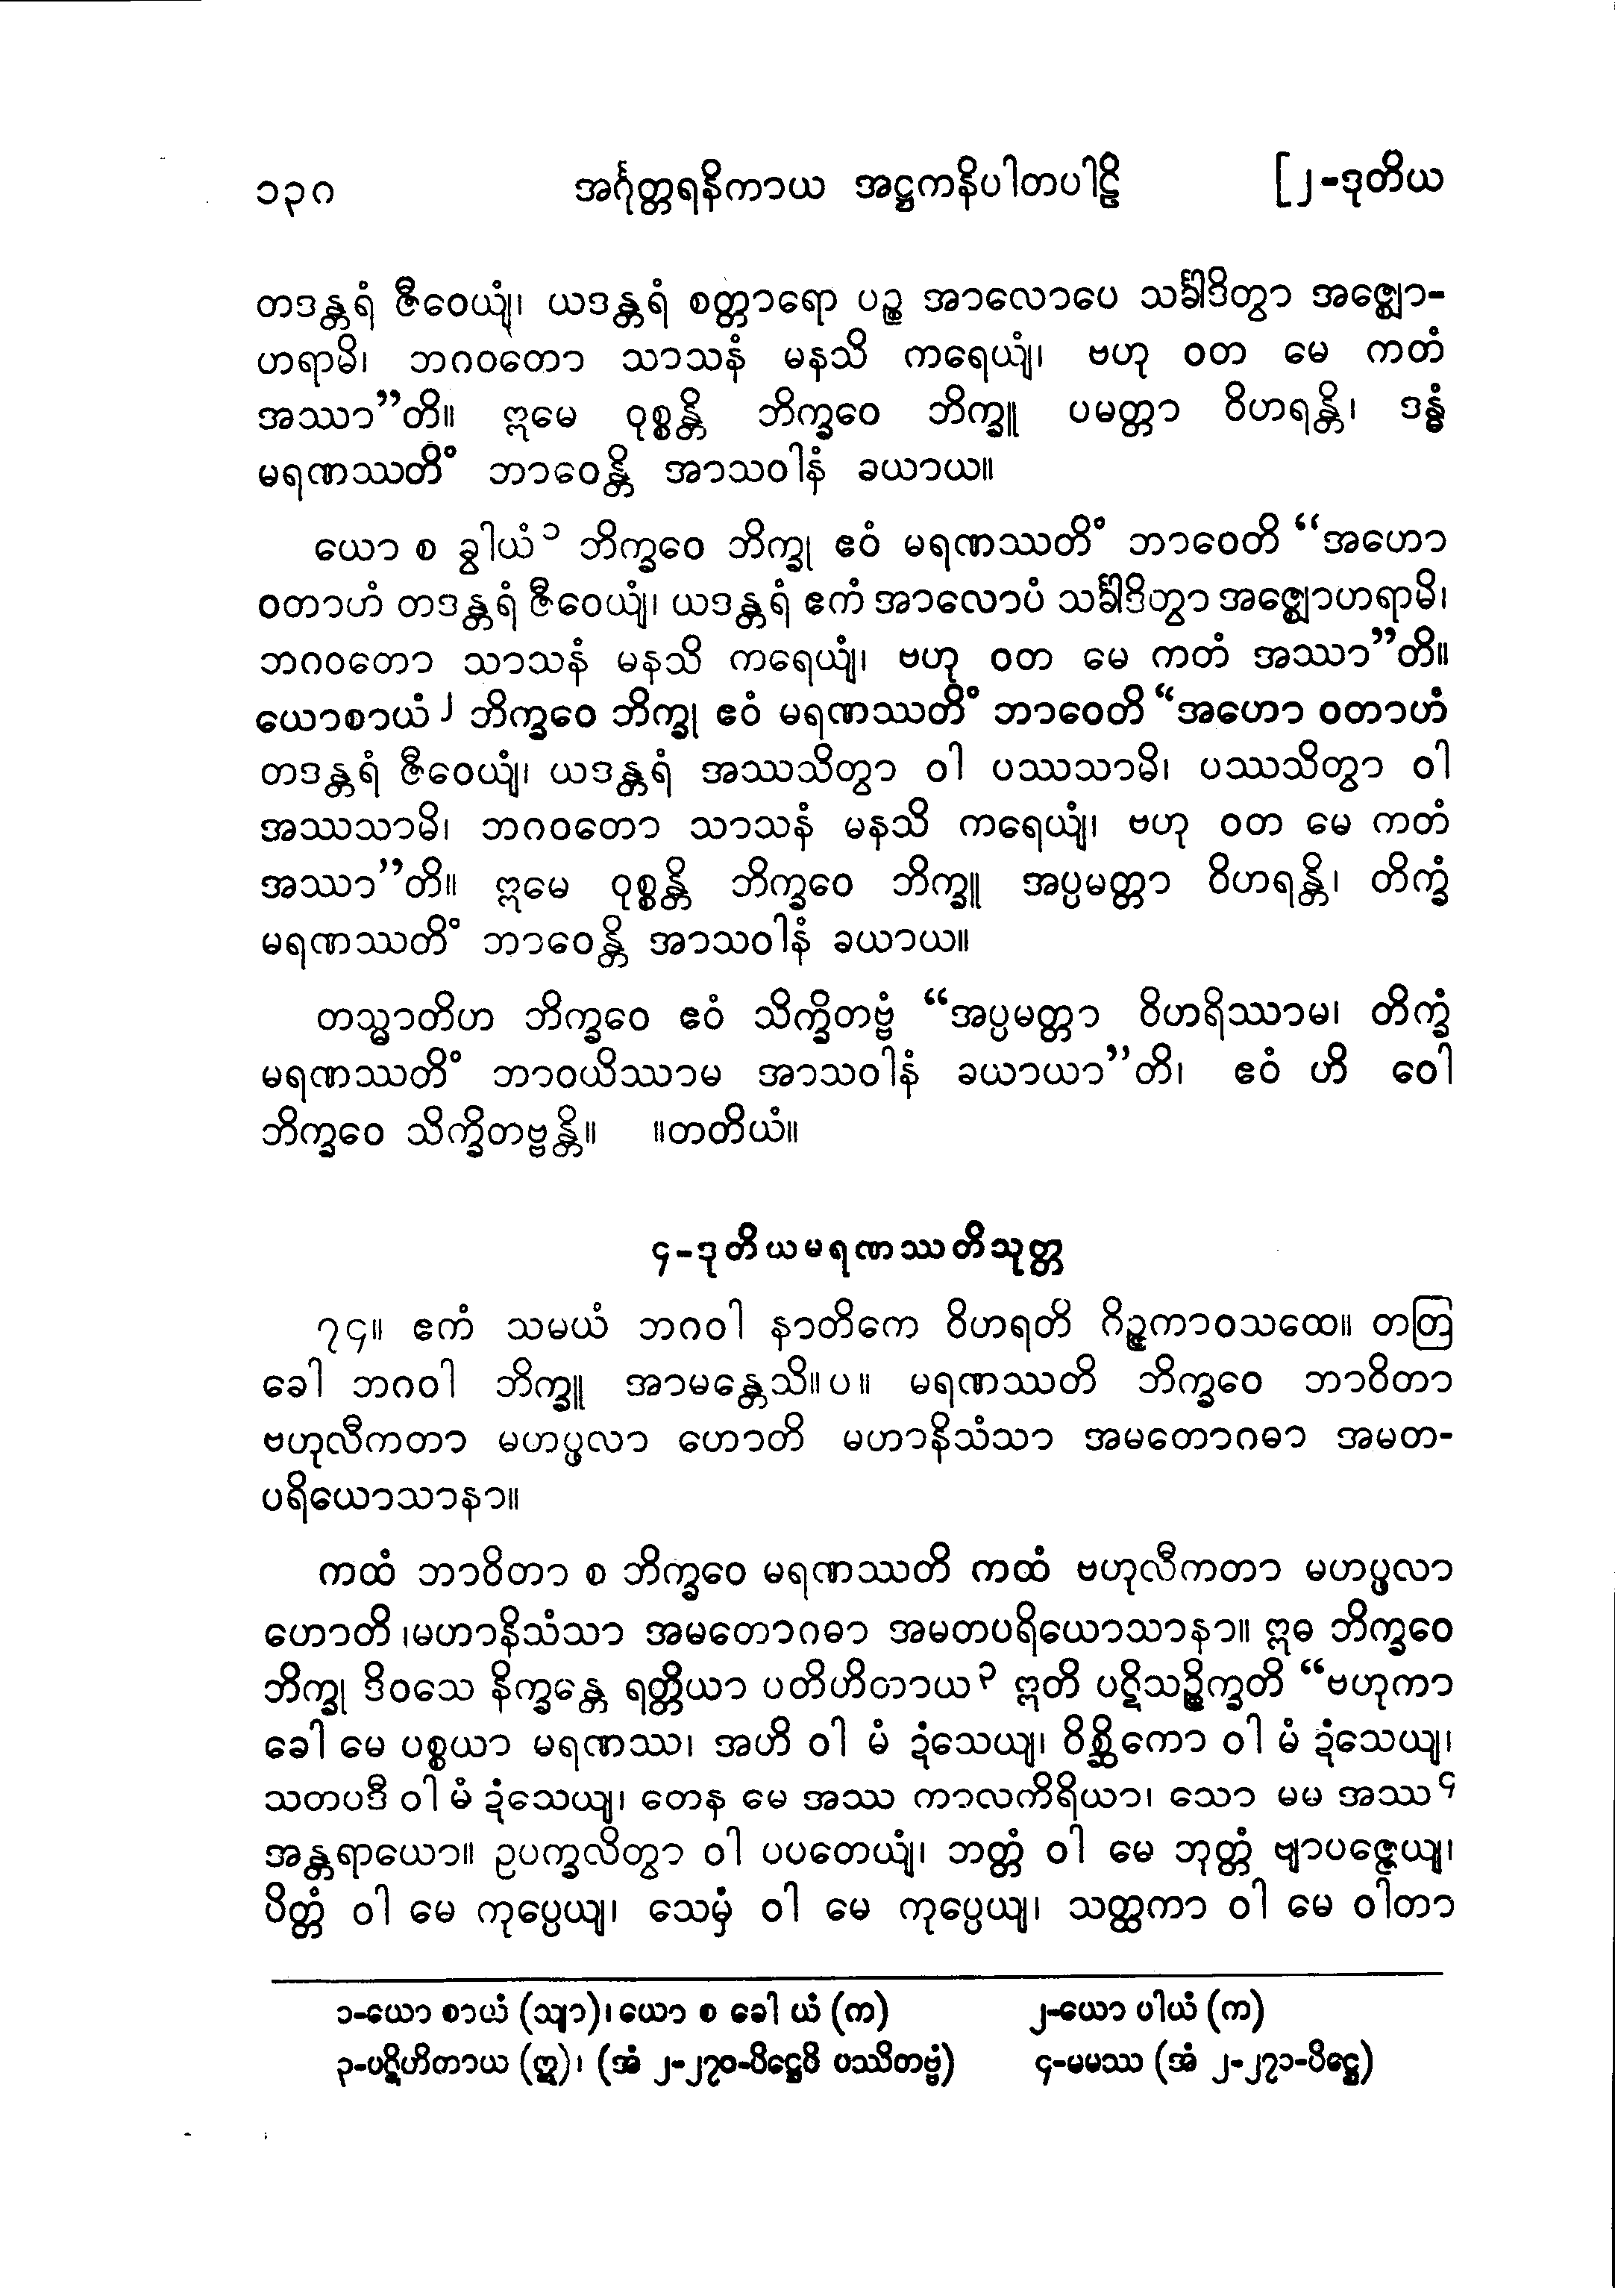 ၁၃ဂ အင်္ဂုတ္တရနိကာယ အဋ္ဌကနိပါတပါဠိ [၂-ဒုတိယ
တဒန္တရံ ဇီဝေယျံ၊ ယဒန္တရံ စတ္တာရော ပဉ္စ အာလောပေ သင်္ခါဒိတွာ အဇ္ဈော-
ဟရာမိ၊ ဘဂဝတော သာသနံ မနသိ ကရေယျံ၊ ဗဟု ဝတ မေ ကတံ
အဿာ”တိ။ ဣမေ ဝုစ္စန္တိ ဘိက္ခဝေ ဘိက္ခူ ပမတ္တာ ဝိဟရန္တိ၊ ဒန္ဓံ
မရဏဿတိံ ဘာဝေန္တိ အာသဝါနံ ခယာယ။
ယော စ ခွါယံ၁ ဘိက္ခဝေ ဘိက္ခု ဧဝံ မရဏဿတိံ ဘာဝေတိ “အဟော
ဝတာဟံ တဒန္တရံ ဇီဝေယျံ၊ ယဒန္တရံ ဧကံ အာလောပံ သင်္ခါဒိတွာ အဇ္ဈောဟရာမိ၊
ဘဂဝတော သာသနံ မနသိ ကရေယျံ၊ ဗဟု ဝတ မေ ကတံ အဿာ”တိ။
ယောစာယံ၂ ဘိက္ခဝေ ဘိက္ခု ဧဝံ မရဏဿတိံ ဘာဝေတိ “အဟော ဝတာဟံ
တဒန္တရံ ဇီဝေယျံ၊ ယဒန္တရံ အဿသိတွာ ဝါ ပဿသာမိ၊ ပဿသိတွာ ဝါ
အဿသာမိ၊ ဘဂဝတော သာသနံ မနသိ ကရေယျံ၊ ဗဟု ဝတ မေ ကတံ
အဿာ”တိ။ ဣမေ ဝုစ္စန္တိ ဘိက္ခဝေ ဘိက္ခူ အပ္ပမတ္တာ ဝိဟရန္တိ၊ တိက္ခံ
မရဏဿတိံ ဘာဝေန္တိ အာသဝါနံ ခယာယ။
တသ္မာတိဟ ဘိက္ခဝေ ဧဝံ သိက္ခိတဗ္ဗံ “အပ္ပမတ္တာ ဝိဟရိဿာမ၊ တိက္ခံ
မရဏဿတိံ ဘာဝယိဿာမ အာသဝါနံ ခယာယာ”တိ၊ ဧဝံ ဟိ ဝေါ
ဘိက္ခဝေ သိက္ခိတဗ္ဗန္တိ။ ။တတိယံ။
၄-ဒုတိယမရဏဿတိသုတ္တ
၇၄။ ဧကံ သမယံ ဘဂဝါ နာတိကေ ဝိဟရတိ ဂိဉ္ဇကာဝသထေ။ တတြ
ခေါ ဘဂဝါ ဘိက္ခူ အာမန္တေသိ။ပ။ မရဏဿတိ ဘိက္ခဝေ ဘာဝိတာ
ဗဟုလီကတာ မဟပ္ဖလာ ဟောတိ မဟာနိသံသာ အမတောဂဓာ အမတ-
ပရိယောသာနာ။
ကထံ ဘာဝိတာ စ ဘိက္ခဝေ မရဏဿတိ ကထံ ဗဟုလီကတာ မဟပ္ဖလာ
ဟောတိ ၊မဟာနိသံသာ အမတောဂဓာ အမတပရိယောသာနာ။ ဣဓ ဘိက္ခဝေ
ဘိက္ခု ဒိဝသေ နိက္ခန္တေ ရတ္တိယာ ပတိဟိတာယ၃ ဣတိ ပဋိသဉ္စိက္ခတိ “ဗဟုကာ
ခေါ မေ ပစ္စယာ မရဏဿ၊ အဟိ ဝါ မံ ဍံသေယျ၊ ဝိစ္ဆိကော ဝါ မံ ဍံသေယျ၊
သတပဒီ ဝါ မံ ဍံသေယျ၊ တေန မေ အဿ ကာလကိရိယာ၊ သော မမ အဿ၄
အန္တရာယော။ ဥပက္ခလိတွာ ဝါ ပပတေယျံ၊ ဘတ္တံ ဝါ မေ ဘုတ္တံ ဗျာပဇ္ဇေယျ၊
ပိတ္တံ ဝါ မေ ကုပ္ပေယျ၊ သေမှံ ဝါ မေ ကုပ္ပေယျ၊ သတ္ထကာ ဝါ မေ ဝါတာ
၁-ယော စာယံ (သျာ)၊ ယော စ ခေါ ယံ (က) ၂-ယော ပါယံ (က)
၃-ပဋိဟိတာယ (ဣ)၊ (အံ ၂-၂၇၀-ပိဋ္ဌေပိ ပဿိတဗ္ဗံ) ၄-မမဿ (အံ ၂-၂၇၁-ပိဋ္ဌေ)